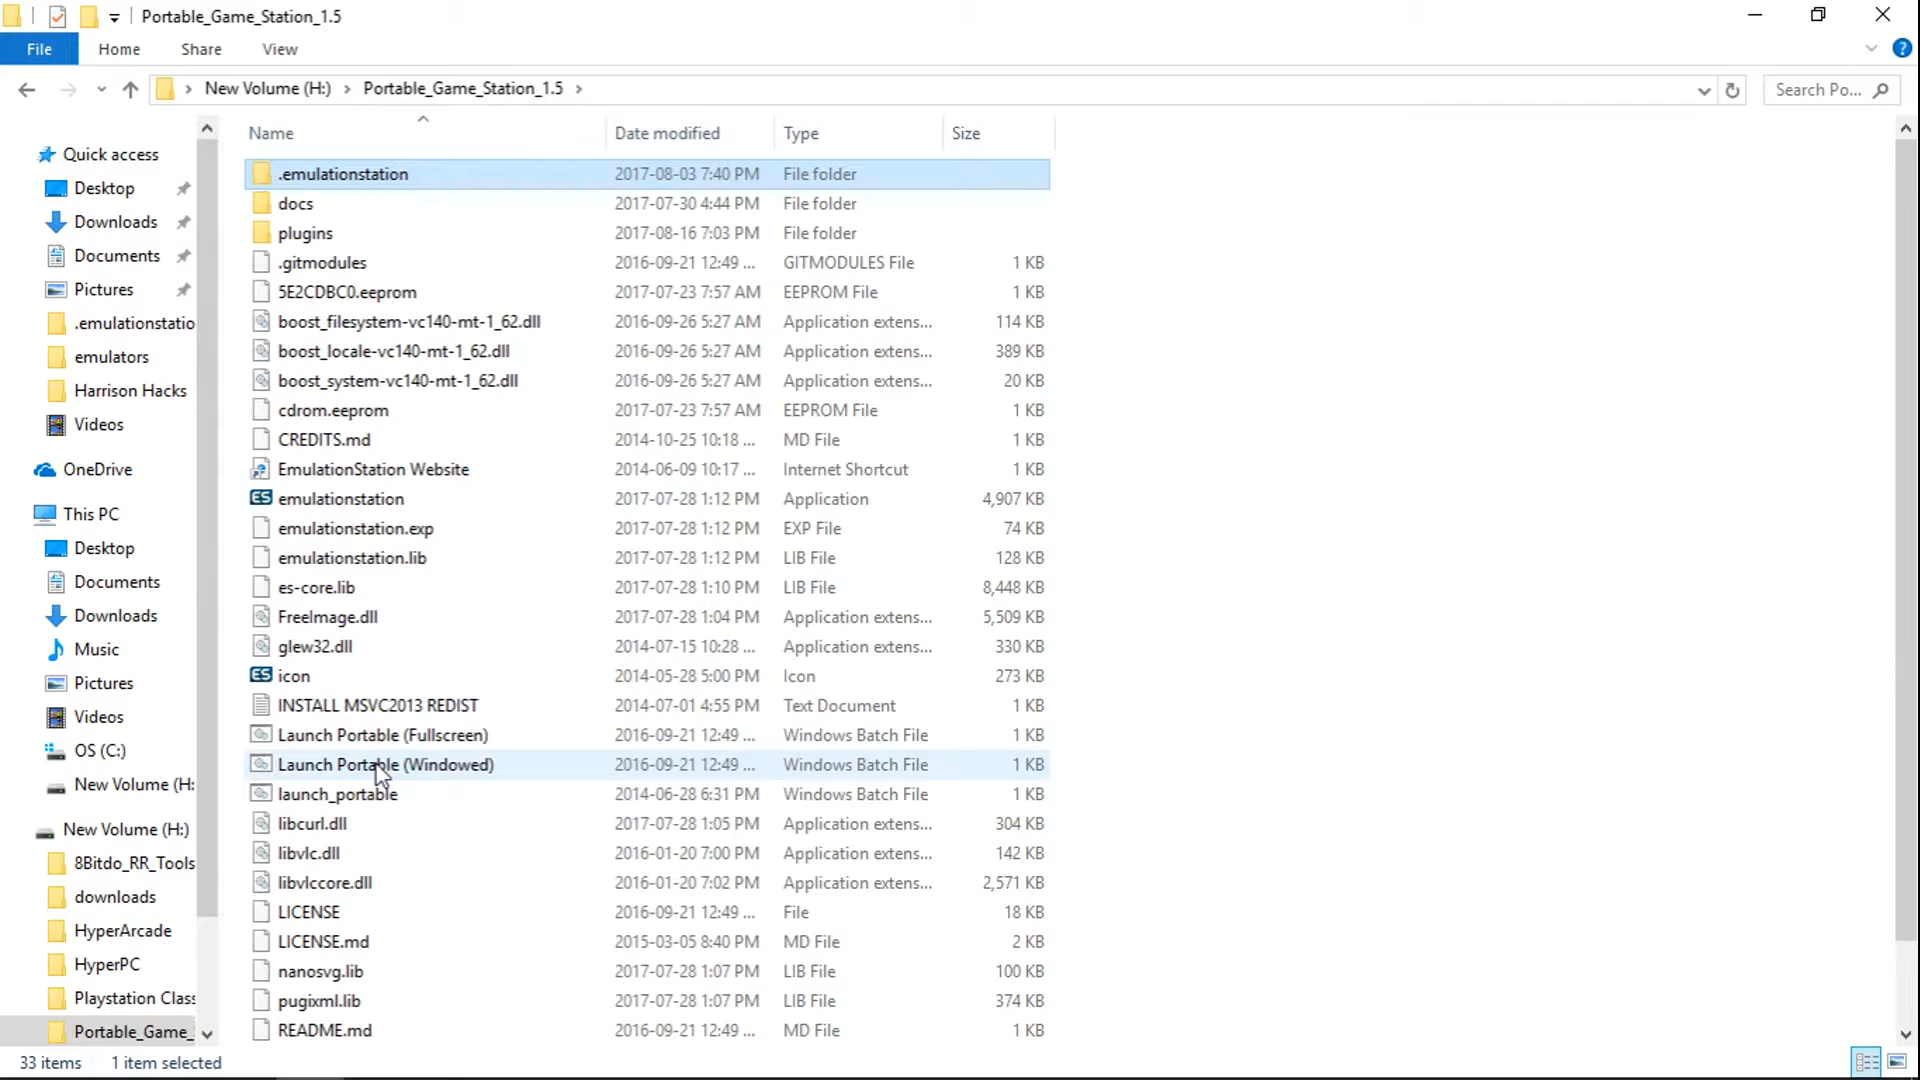 Portable_Game_Station_1.5
File Home Share View
New Volume (H:) Portable_Game_Station_1.5 Search Po...
Name Date modified Type Size
Quick access
Desktop
Downloads
Documents
Pictures
.emulationstatio
emulators
Harrison Hacks
Videos
OneDrive
This PC
Desktop
Documents
Downloads
Music
Pictures
Videos
OS (C:)
New Volume (H:
New Volume (H:)
8Bitdo_RR_Tools
downloads
HyperArcade
HyperPC
Playstation Class
Portable_Game_
.emulationstation 2017-08-03 7:40 PM File folder
docs 2017-07-30 4:44 PM File folder
plugins 2017-08-16 7:03 PM File folder
.gitmodules 2016-09-21 12:49 ... GITMODULES File 1 KB
5E2CDBC0.eeprom 2017-07-23 7:57 AM EEPROM File 1 KB
boost_filesystem-vc140-mt-1_62.dll 2016-09-26 5:27 AM Application extens... 114 KB
boost_locale-vc140-mt-1_62.dll 2016-09-26 5:27 AM Application extens... 389 KB
boost_system-vc140-mt-1_62.dll 2016-09-26 5:27 AM Application extens... 20 KB
cdrom.eeprom 2017-07-23 7:57 AM EEPROM File 1 KB
CREDITS.md 2014-10-25 10:18 ... MD File 1 KB
EmulationStation Website 2014-06-09 10:17 ... Internet Shortcut 1 KB
ES emulationstation 2017-07-28 1:12 PM Application 4,907 KB
emulationstation.exp 2017-07-28 1:12 PM EXP File 74 KB
emulationstation.lib 2017-07-28 1:12 PM LIB File 128 KB
es-core.lib 2017-07-28 1:10 PM LIB File 8,448 KB
FreeImage.dll 2017-07-28 1:04 PM Application extens... 5,509 KB
glew32.dll 2014-07-15 10:28 ... Application extens... 330 KB
ES icon 2014-05-28 5:00 PM Icon 273 KB
INSTALL MSVC2013 REDIST 2014-07-01 4:55 PM Text Document 1 KB
Launch Portable (Fullscreen) 2016-09-21 12:49 ... Windows Batch File 1 KB
Launch Portable (Windowed) 2016-09-21 12:49 ... Windows Batch File 1 KB
launch_portable 2014-06-28 6:31 PM Windows Batch File 1 KB
libcurl.dll 2017-07-28 1:05 PM Application extens... 304 KB
libvlc.dll 2016-01-20 7:00 PM Application extens... 142 KB
libvlccore.dll 2016-01-20 7:02 PM Application extens... 2,571 KB
LICENSE 2016-09-21 12:49 ... File 18 KB
LICENSE.md 2015-03-05 8:40 PM MD File 2 KB
nanosvg.lib 2017-07-28 1:07 PM LIB File 100 KB
pugixml.lib 2017-07-28 1:07 PM LIB File 374 KB
README.md 2016-09-21 12:49 ... MD File 1 KB
33 items 1 item selected